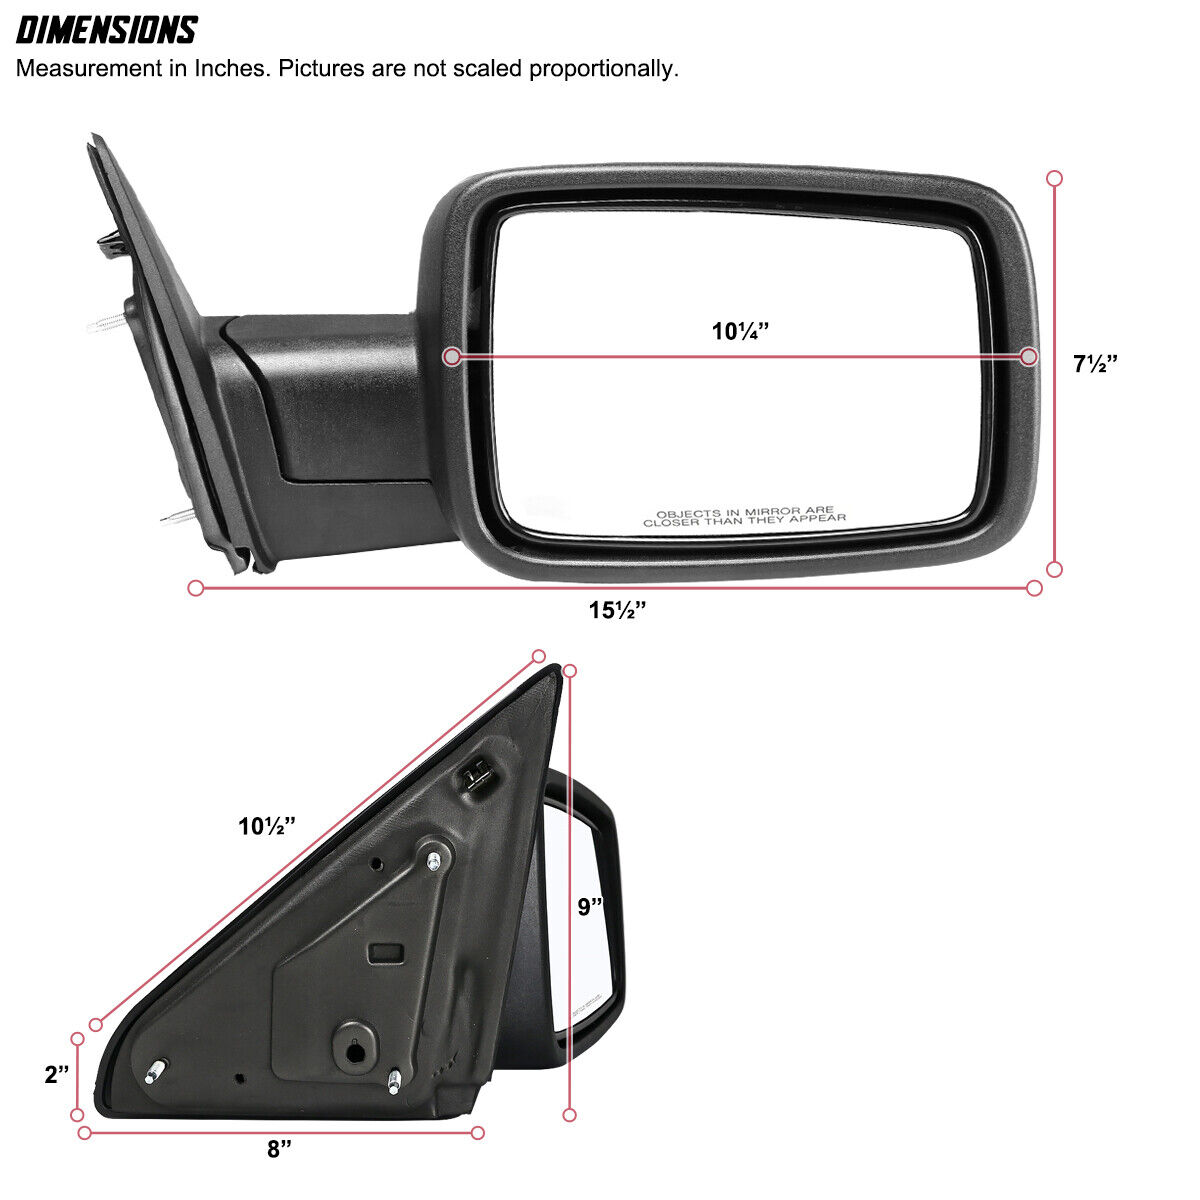 DIMENSIONS
Measurement in Inches. Pictures are not scaled proportionally.
10¼”
7½”
OBJECTS IN MIRROR ARE
CLOSER THAN THEY APPEAR
15½”
10½”
9”
2”
8”